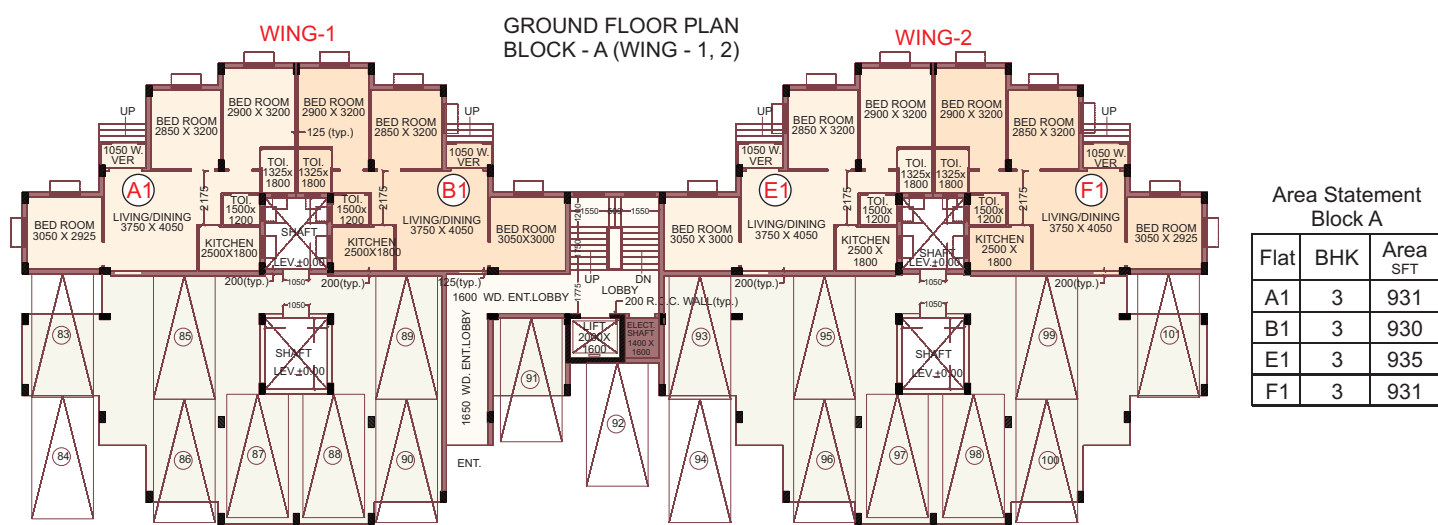 GROUND FLOOR PLAN
BLOCK - A (WING - 1, 2)
WING-1
WING-2
UP
BED ROOM
2850 X 3200
BED ROOM
2900 X 3200
BED ROOM
2900 X 3200
BED ROOM
2850 X 3200
UP
125 (typ.)
1050 W.
VER
1050 W.
VER
TOI.
1325x
1800
TOI.
1325x
1800
A1
B1
2175
2175
TOI.
1500x
1200
TOI.
1500x
1200
BED ROOM
3050 X 2925
LIVING/DINING
3750 X 4050
LIVING/DINING
3750 X 4050
KITCHEN
2500X1800
SHAFT
LEV.±0.00
KITCHEN
2500X1800
BED ROOM
3050X3000
200(typ.)
1050
200(typ.)
125(typ.)
1240
1550
500
1550
1750
1775
UP
DN
LOBBY
1600 WD. ENT.LOBBY
200 R.C.C. WALL(typ.)
LIFT
2000X
1600
ELECT.
SHAFT
1400 X
1600
1650 WD. ENT.LOBBY
ENT.
1050
SHAFT
LEV.±0.00
83
84
85
86
87
88
89
90
91
92
UP
BED ROOM
2850 X 3200
BED ROOM
2900 X 3200
BED ROOM
2900 X 3200
BED ROOM
2850 X 3200
UP
1050 W.
VER
1050 W.
VER
TOI.
1325x
1800
TOI.
1325x
1800
E1
F1
2175
2175
TOI.
1500x
1200
TOI.
1500x
1200
BED ROOM
3050 X 3000
LIVING/DINING
3750 X 4050
LIVING/DINING
3750 X 4050
BED ROOM
3050 X 2925
KITCHEN
2500 X
1800
SHAFT
LEV.±0.00
KITCHEN
2500 X
1800
200(typ.)
1050
200(typ.)
1050
SHAFT
LEV.±0.00
93
94
95
96
97
98
99
100
101
Area Statement
Block A
Flat BHK Area SFT
A1 3 931
B1 3 930
E1 3 935
F1 3 931